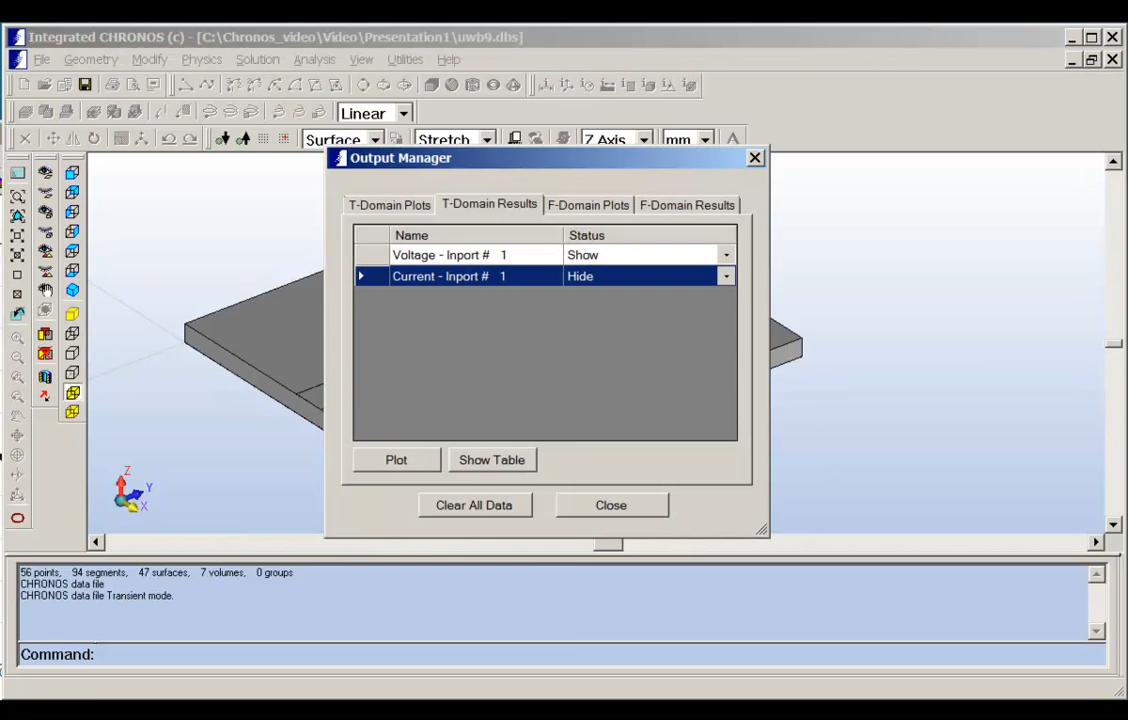 Integrated CHRONOS (c) - [C:\Chronos_video\Video\Presentation1\uwb9.dbs]
File Geometry Modify Physics Solution Analysis View Utilities Help
Linear
Surface Stretch Z Axis mm
Output Manager
T-Domain Plots T-Domain Results F-Domain Plots F-Domain Results
Name Status
Voltage - Inport # 1 Show
Current - Inport # 1 Hide
Plot Show Table
Clear All Data Close
Z
Y
X
56 points, 94 segments, 47 surfaces, 7 volumes, 0 groups
CHRONOS data file
CHRONOS data file Transient mode.
Command: